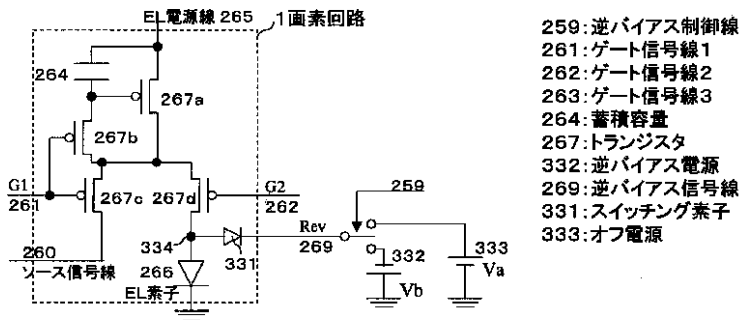 EL電源線 265
1画素回路
264
267a
267b
G1
261
267c
267d
G2
262
260
ソース信号線
334
266
EL素子
331
Rev
269
259
332
Vb
333
Va
259:逆バイアス制御線
261:ゲート信号線1
262:ゲート信号線2
263:ゲート信号線3
264:蓄積容量
267:トランジスタ
332:逆バイアス電源
269:逆バイアス信号線
331:スイッチング素子
333:オフ電源